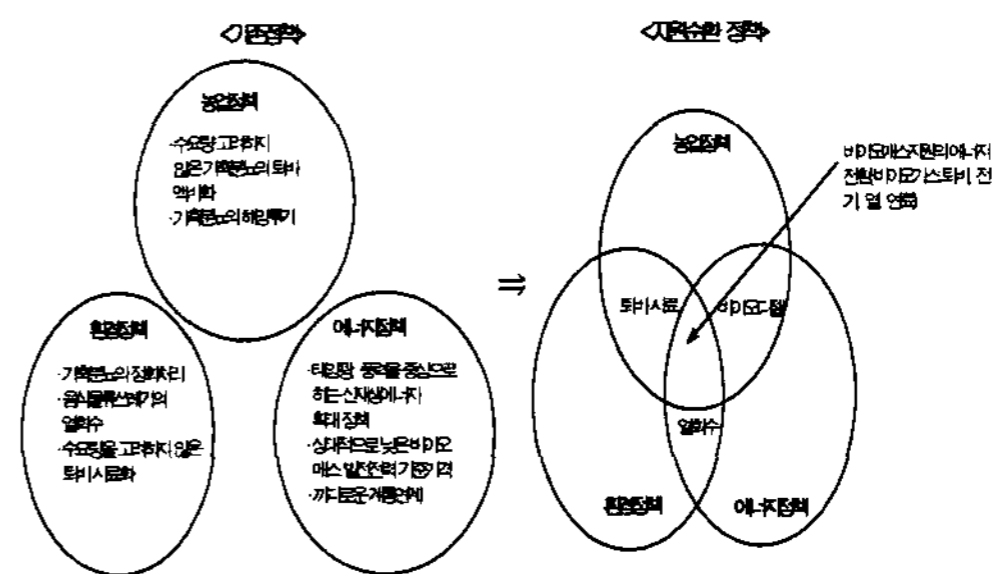 <기존정책>
농업정책
·수요량 고려하지
않은 가축분뇨의 퇴비
액비화
·가축분뇨의 해양투기
환경정책
·가축분뇨의 정화처리
·음식물류쓰레기의
열회수
·수요량을 고려하지 않은
퇴비 사료화
에너지정책
·태양광 풍력을 중심으로
하는 신재생에너지
확대 정책
·상대적으로 낮은 바이오
매스 발전전력 기준가격
·까다로운 계통연계
⇒
<자원순환 정책>
농업정책
바이오매스자원의 에너지
전환(바이오가스 퇴비, 전
기, 열, 연료)
퇴비 사료
바이오디젤
열회수
환경정책
에너지정책